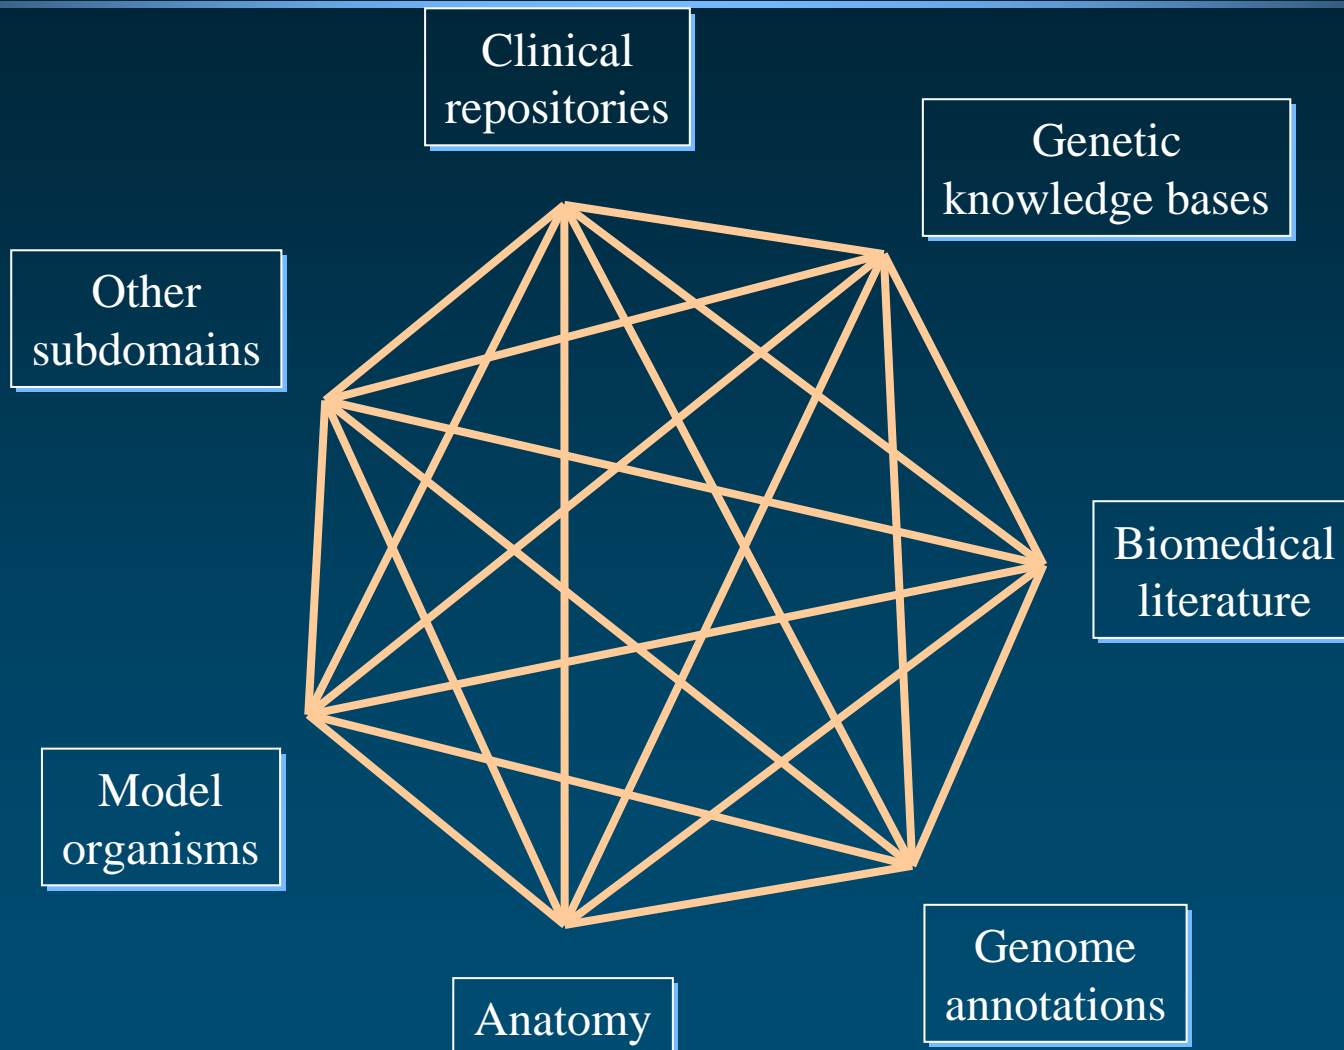 Clinical
repositories
Genetic
knowledge bases
Other
subdomains
Biomedical
literature
Model
organisms
Genome
annotations
Anatomy